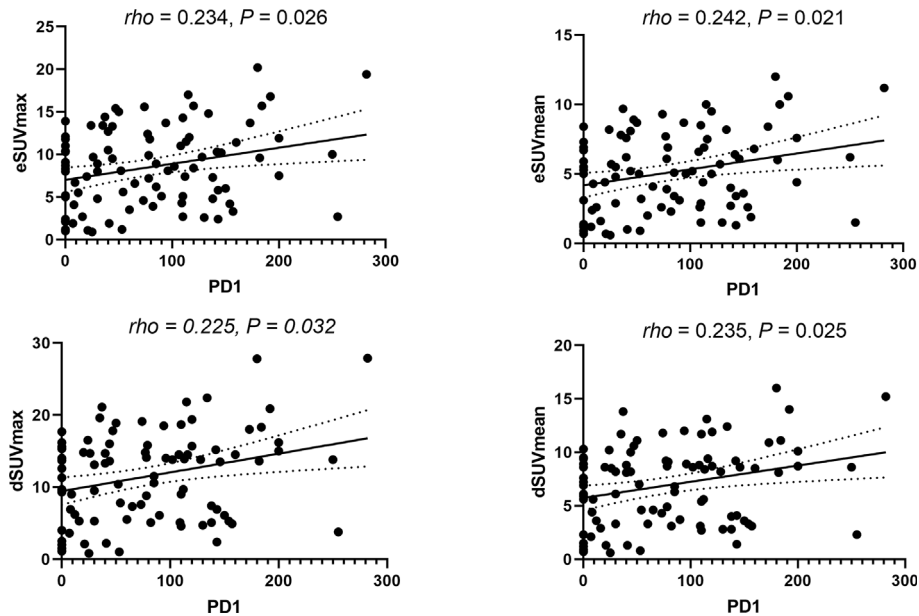 rho = 0.234, P = 0.026
25
20
15
10
5
0
eSUVmax
0
100
200
300
PD1
rho = 0.242, P = 0.021
15
10
5
0
eSUVmean
0
100
200
300
PD1
rho = 0.225, P = 0.032
30
20
10
0
dSUVmax
0
100
200
300
PD1
rho = 0.235, P = 0.025
20
15
10
5
0
dSUVmean
0
100
200
300
PD1